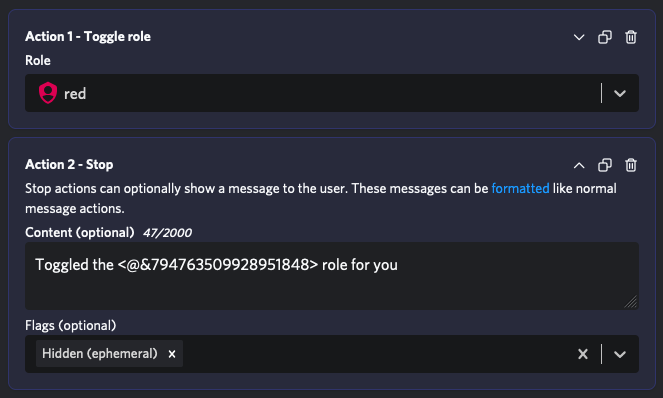 Action 1 - Toggle role
Role
red
Action 2 - Stop
Stop actions can optionally show a message to the user. These messages can be formatted like normal
message actions.
Content (optional) 47/2000
Toggled the <@&794763509928951848> role for you
Flags (optional)
Hidden (ephemeral) ×